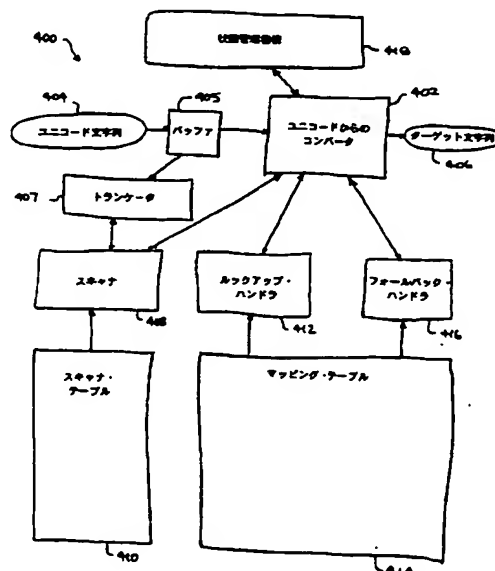 400
状態管理機構
418
404
405
402
ユニコード文字列
バッファ
ユニコードからの
コンバータ
ターゲット文字列
406
407
トランケータ
スキャナ
408
ルックアップ・
ハンドラ
412
フォールバック・
ハンドラ
416
スキャナ・
テーブル
マッピング・テーブル
410
414